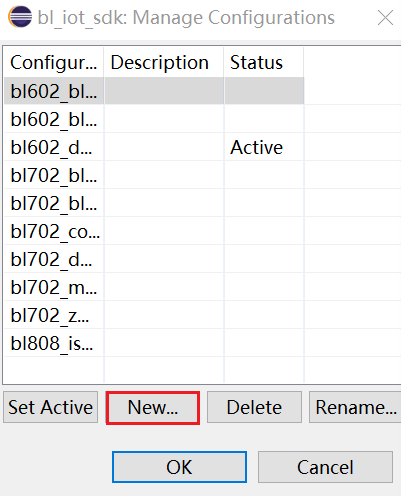 bl_iot_sdk: Manage Configurations
Configur... Description Status
bl602_bl...
bl602_bl...
bl602_d... Active
bl702_bl...
bl702_bl...
bl702_co...
bl702_d...
bl702_m...
bl702_z...
bl808_is...
Set Active New... Delete Rename...
OK Cancel